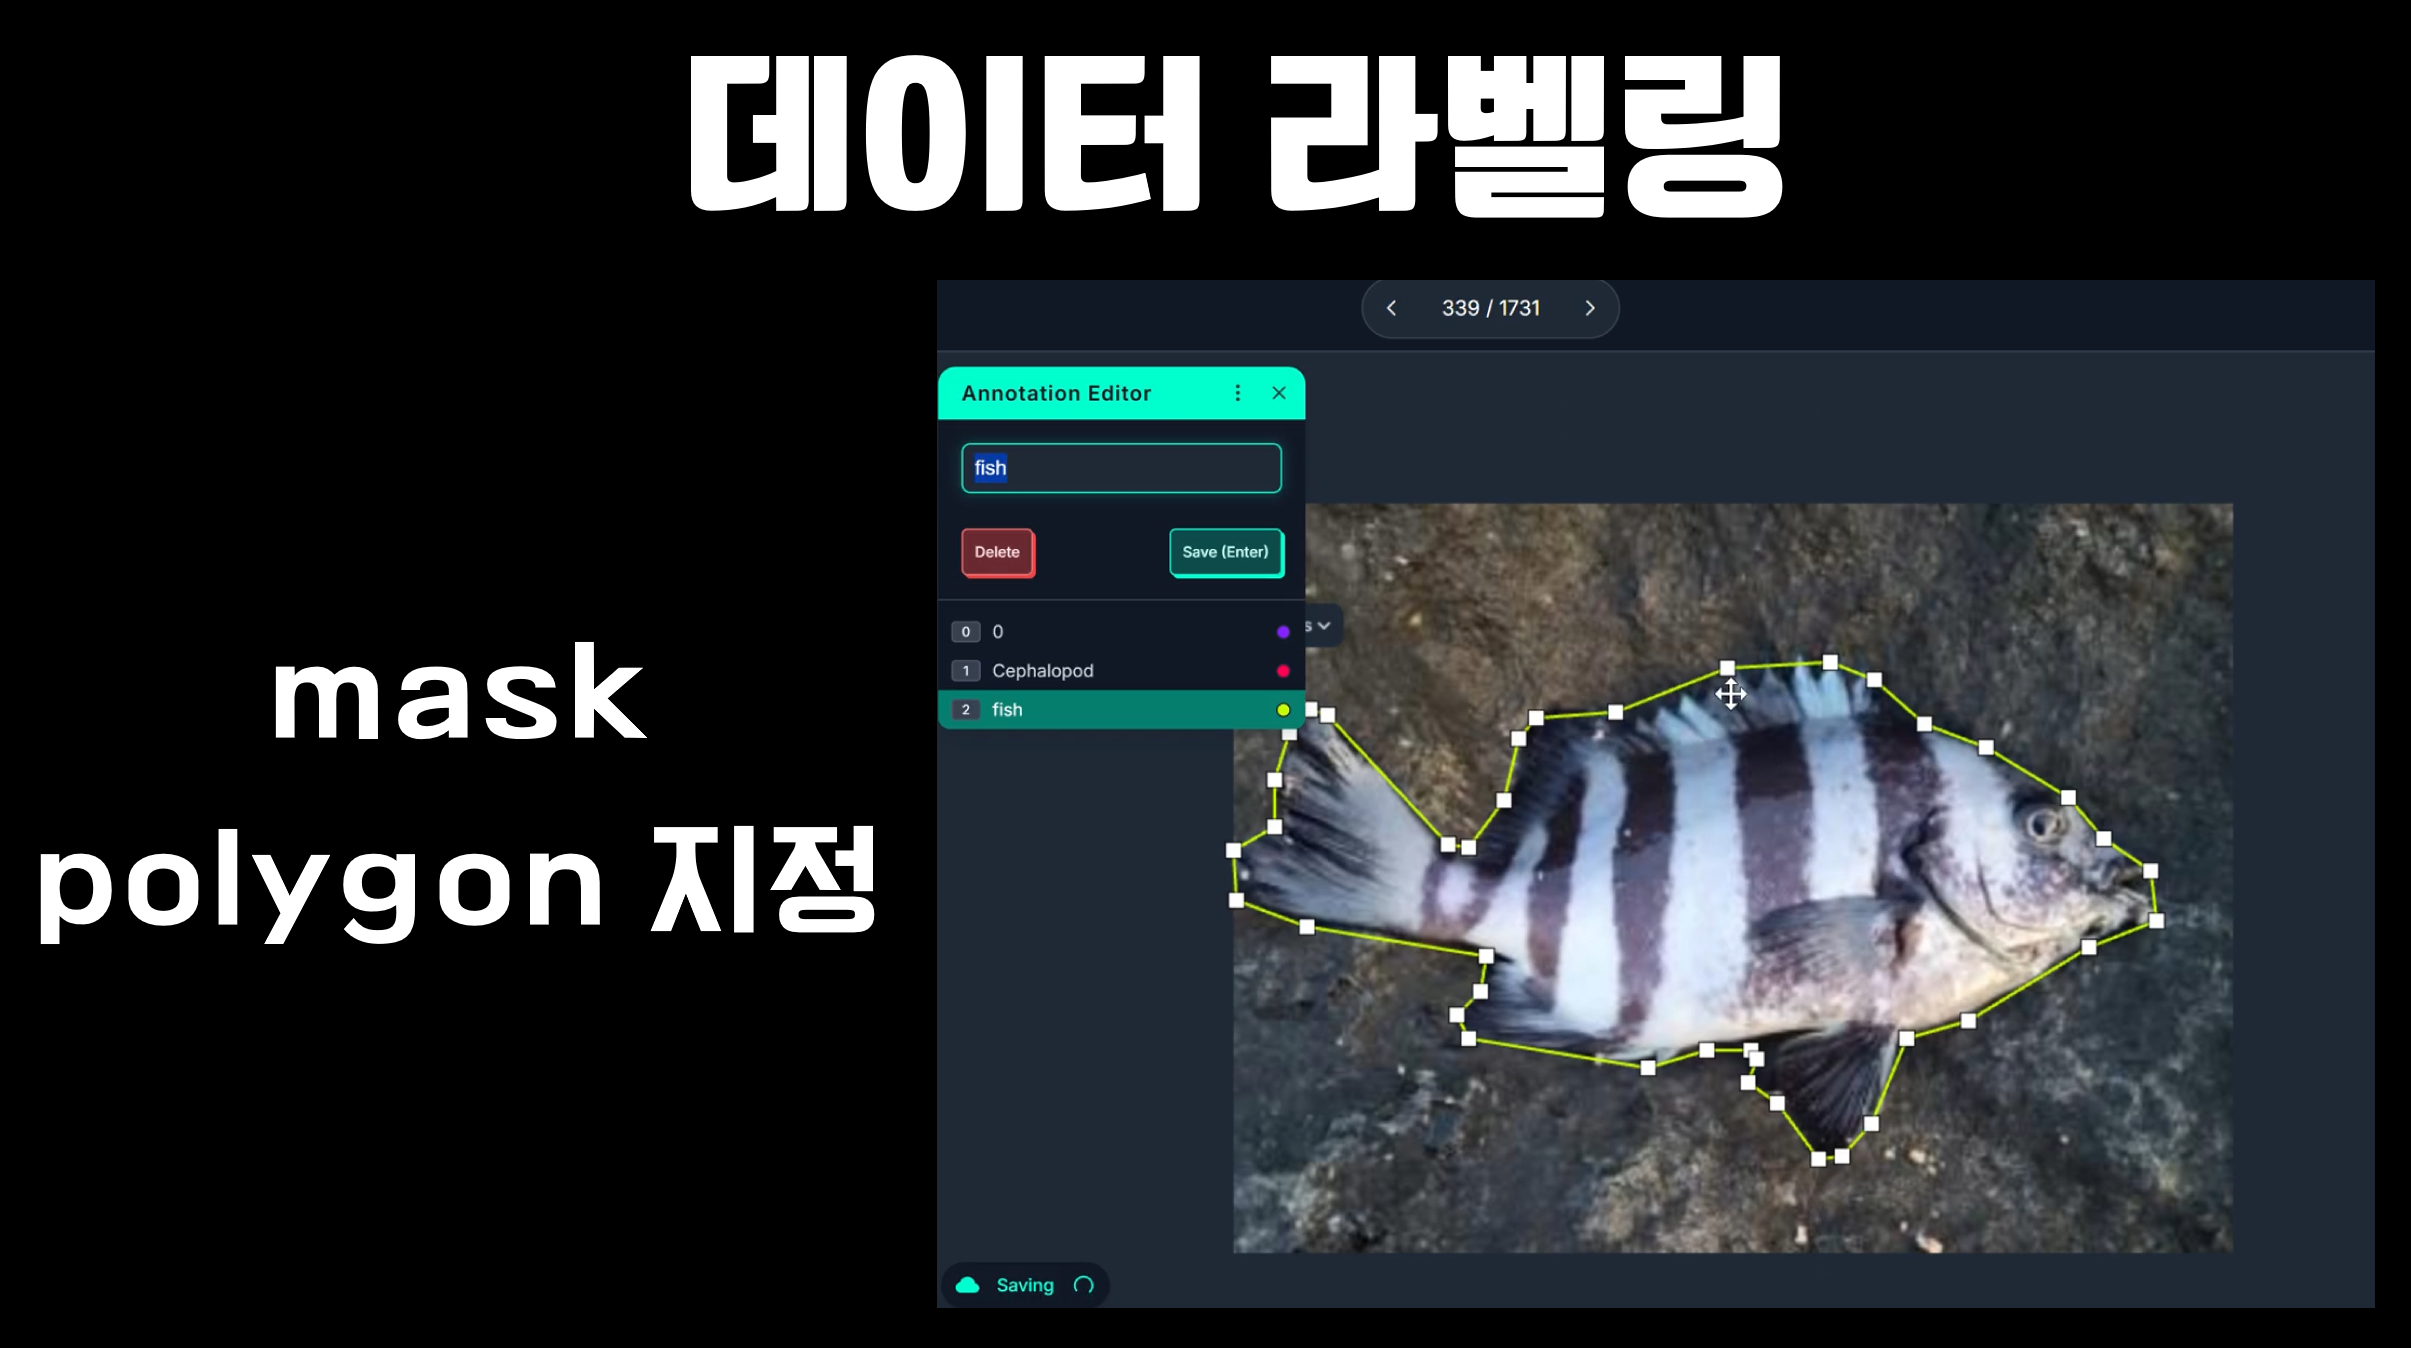 데이터 라벨링
339 / 1731
Annotation Editor
fish
Delete
Save (Enter)
0 0
s
1 Cephalopod
2 fish
mask
polygon 지정
Saving